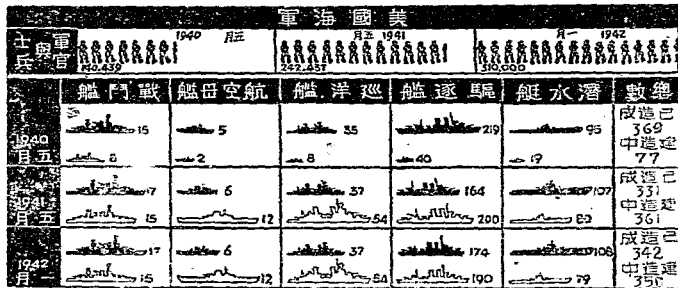 美國海軍
軍官與士兵
1940 140,439
1941 五月 242,457
1942 一月 310,000
戰鬥艦 航空母艦 巡洋艦 驅逐艦 潛水艇 總數
1940 五月
15 5 35 219 95 已造成 369
8 2 8 40 19 建造中 77
1941 五月
17 6 37 164 107 已造成 331
15 12 54 200 80 建造中 361
1942 一月
17 6 37 174 108 已造成 342
15 12 54 190 79 建造中 350